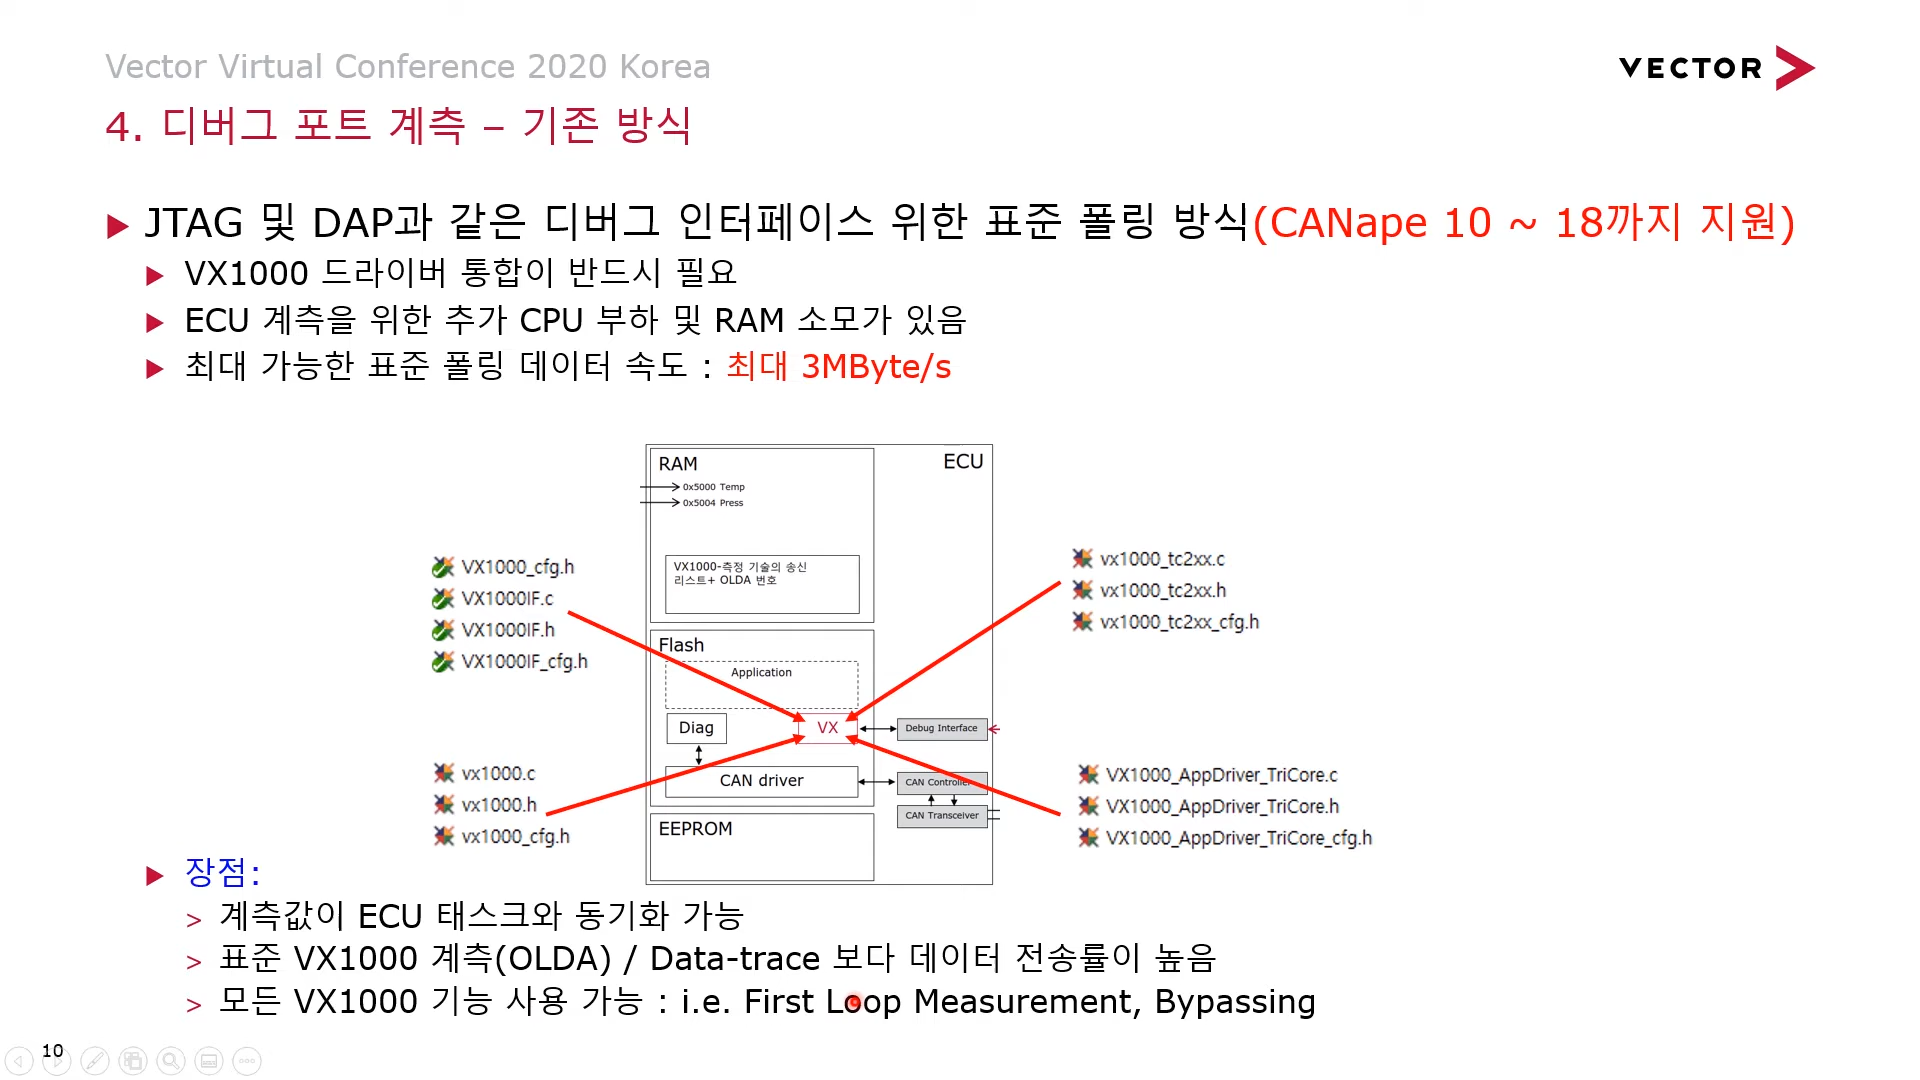 Vector Virtual Conference 2020 Korea
VECTOR
4. 디버그 포트 계측 – 기존 방식
JTAG 및 DAP과 같은 디버그 인터페이스 위한 표준 폴링 방식(CANape 10 ~ 18까지 지원)
VX1000 드라이버 통합이 반드시 필요
ECU 계측을 위한 추가 CPU 부하 및 RAM 소모가 있음
최대 가능한 표준 폴링 데이터 속도 : 최대 3MByte/s
RAM
ECU
0x5000 Temp
0x5004 Press
VX1000-측정 기술의 송신
리스트+ OLDA 번호
VX1000_cfg.h
VX1000IF.c
VX1000IF.h
VX1000IF_cfg.h
vx1000_tc2xx.c
vx1000_tc2xx.h
vx1000_tc2xx_cfg.h
Flash
Application
Diag
VX
Debug Interface
CAN driver
CAN Controller
CAN Transceiver
EEPROM
vx1000.c
vx1000.h
vx1000_cfg.h
VX1000_AppDriver_TriCore.c
VX1000_AppDriver_TriCore.h
VX1000_AppDriver_TriCore_cfg.h
장점:
> 계측값이 ECU 태스크와 동기화 가능
> 표준 VX1000 계측(OLDA) / Data-trace 보다 데이터 전송률이 높음
> 모든 VX1000 기능 사용 가능 : i.e. First Loop Measurement, Bypassing
10